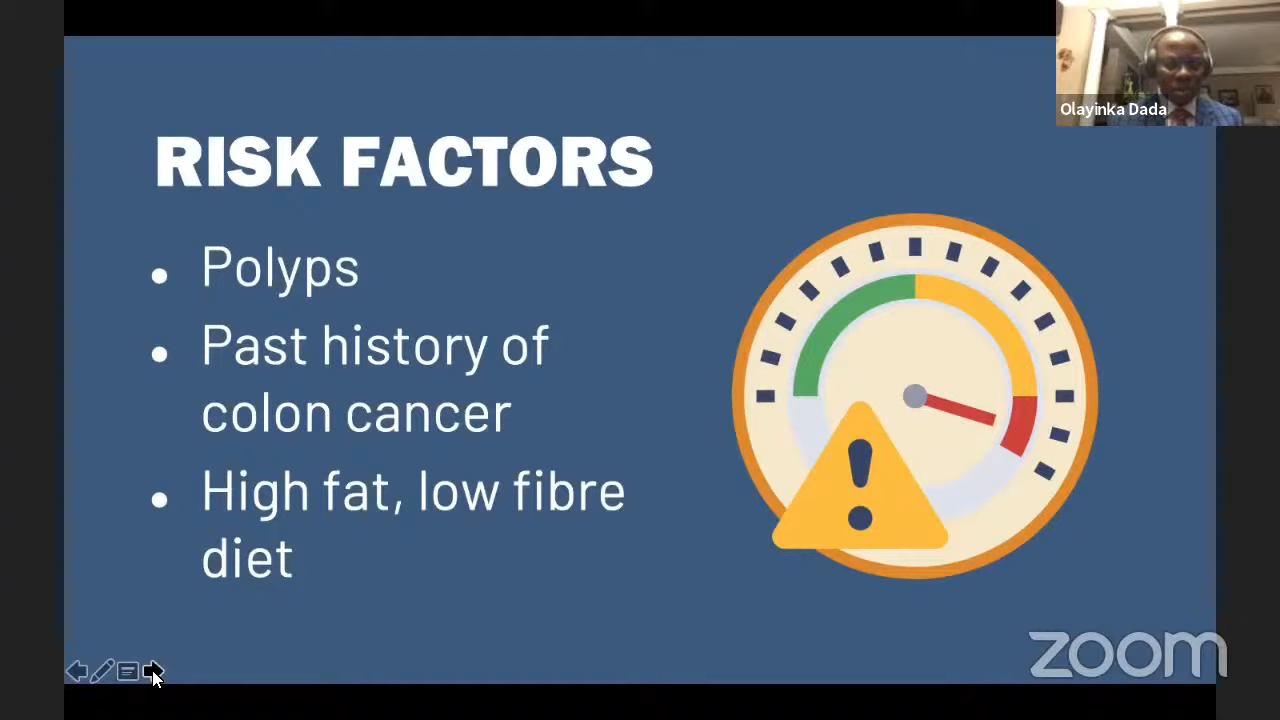 Olayinka Dada
RISK FACTORS
• Polyps
• Past history of
colon cancer
• High fat, low fibre
diet
zoom